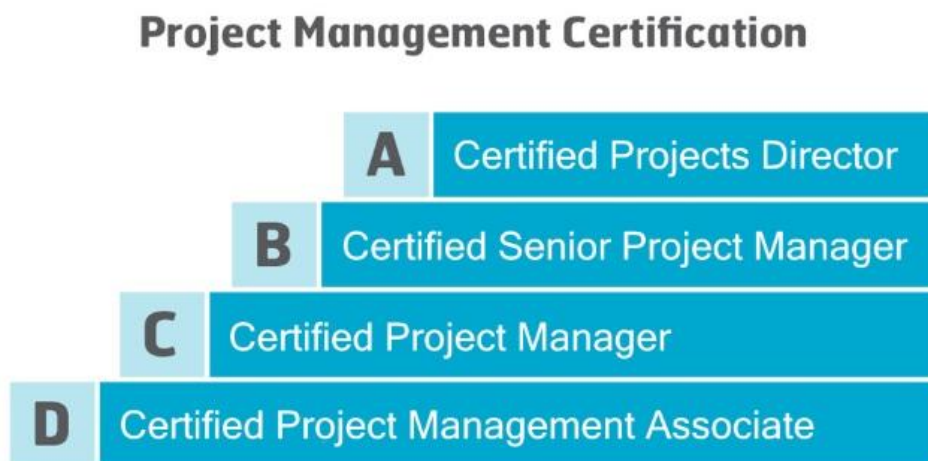 Project Management Certification
A Certified Projects Director
B Certified Senior Project Manager
C Certified Project Manager
D Certified Project Management Associate